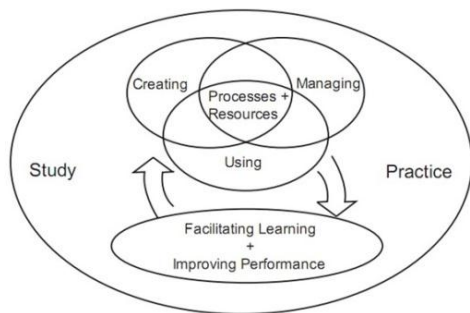 Creating
Managing
Processes +
Resources
Using
Study
Practice
Facilitating Learning
+
Improving Performance